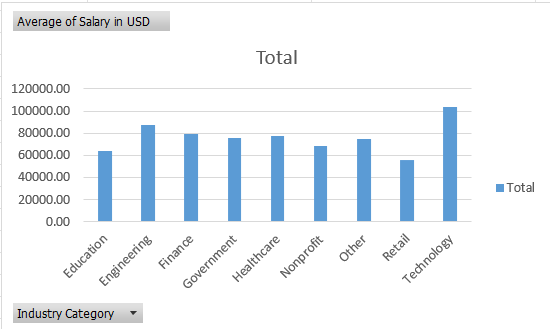 Average of Salary in USD
Total
120000.00
100000.00
80000.00
60000.00
40000.00
20000.00
0.00
Education
Engineering
Finance
Government
Healthcare
Nonprofit
Other
Retail
Technology
Total
Industry Category